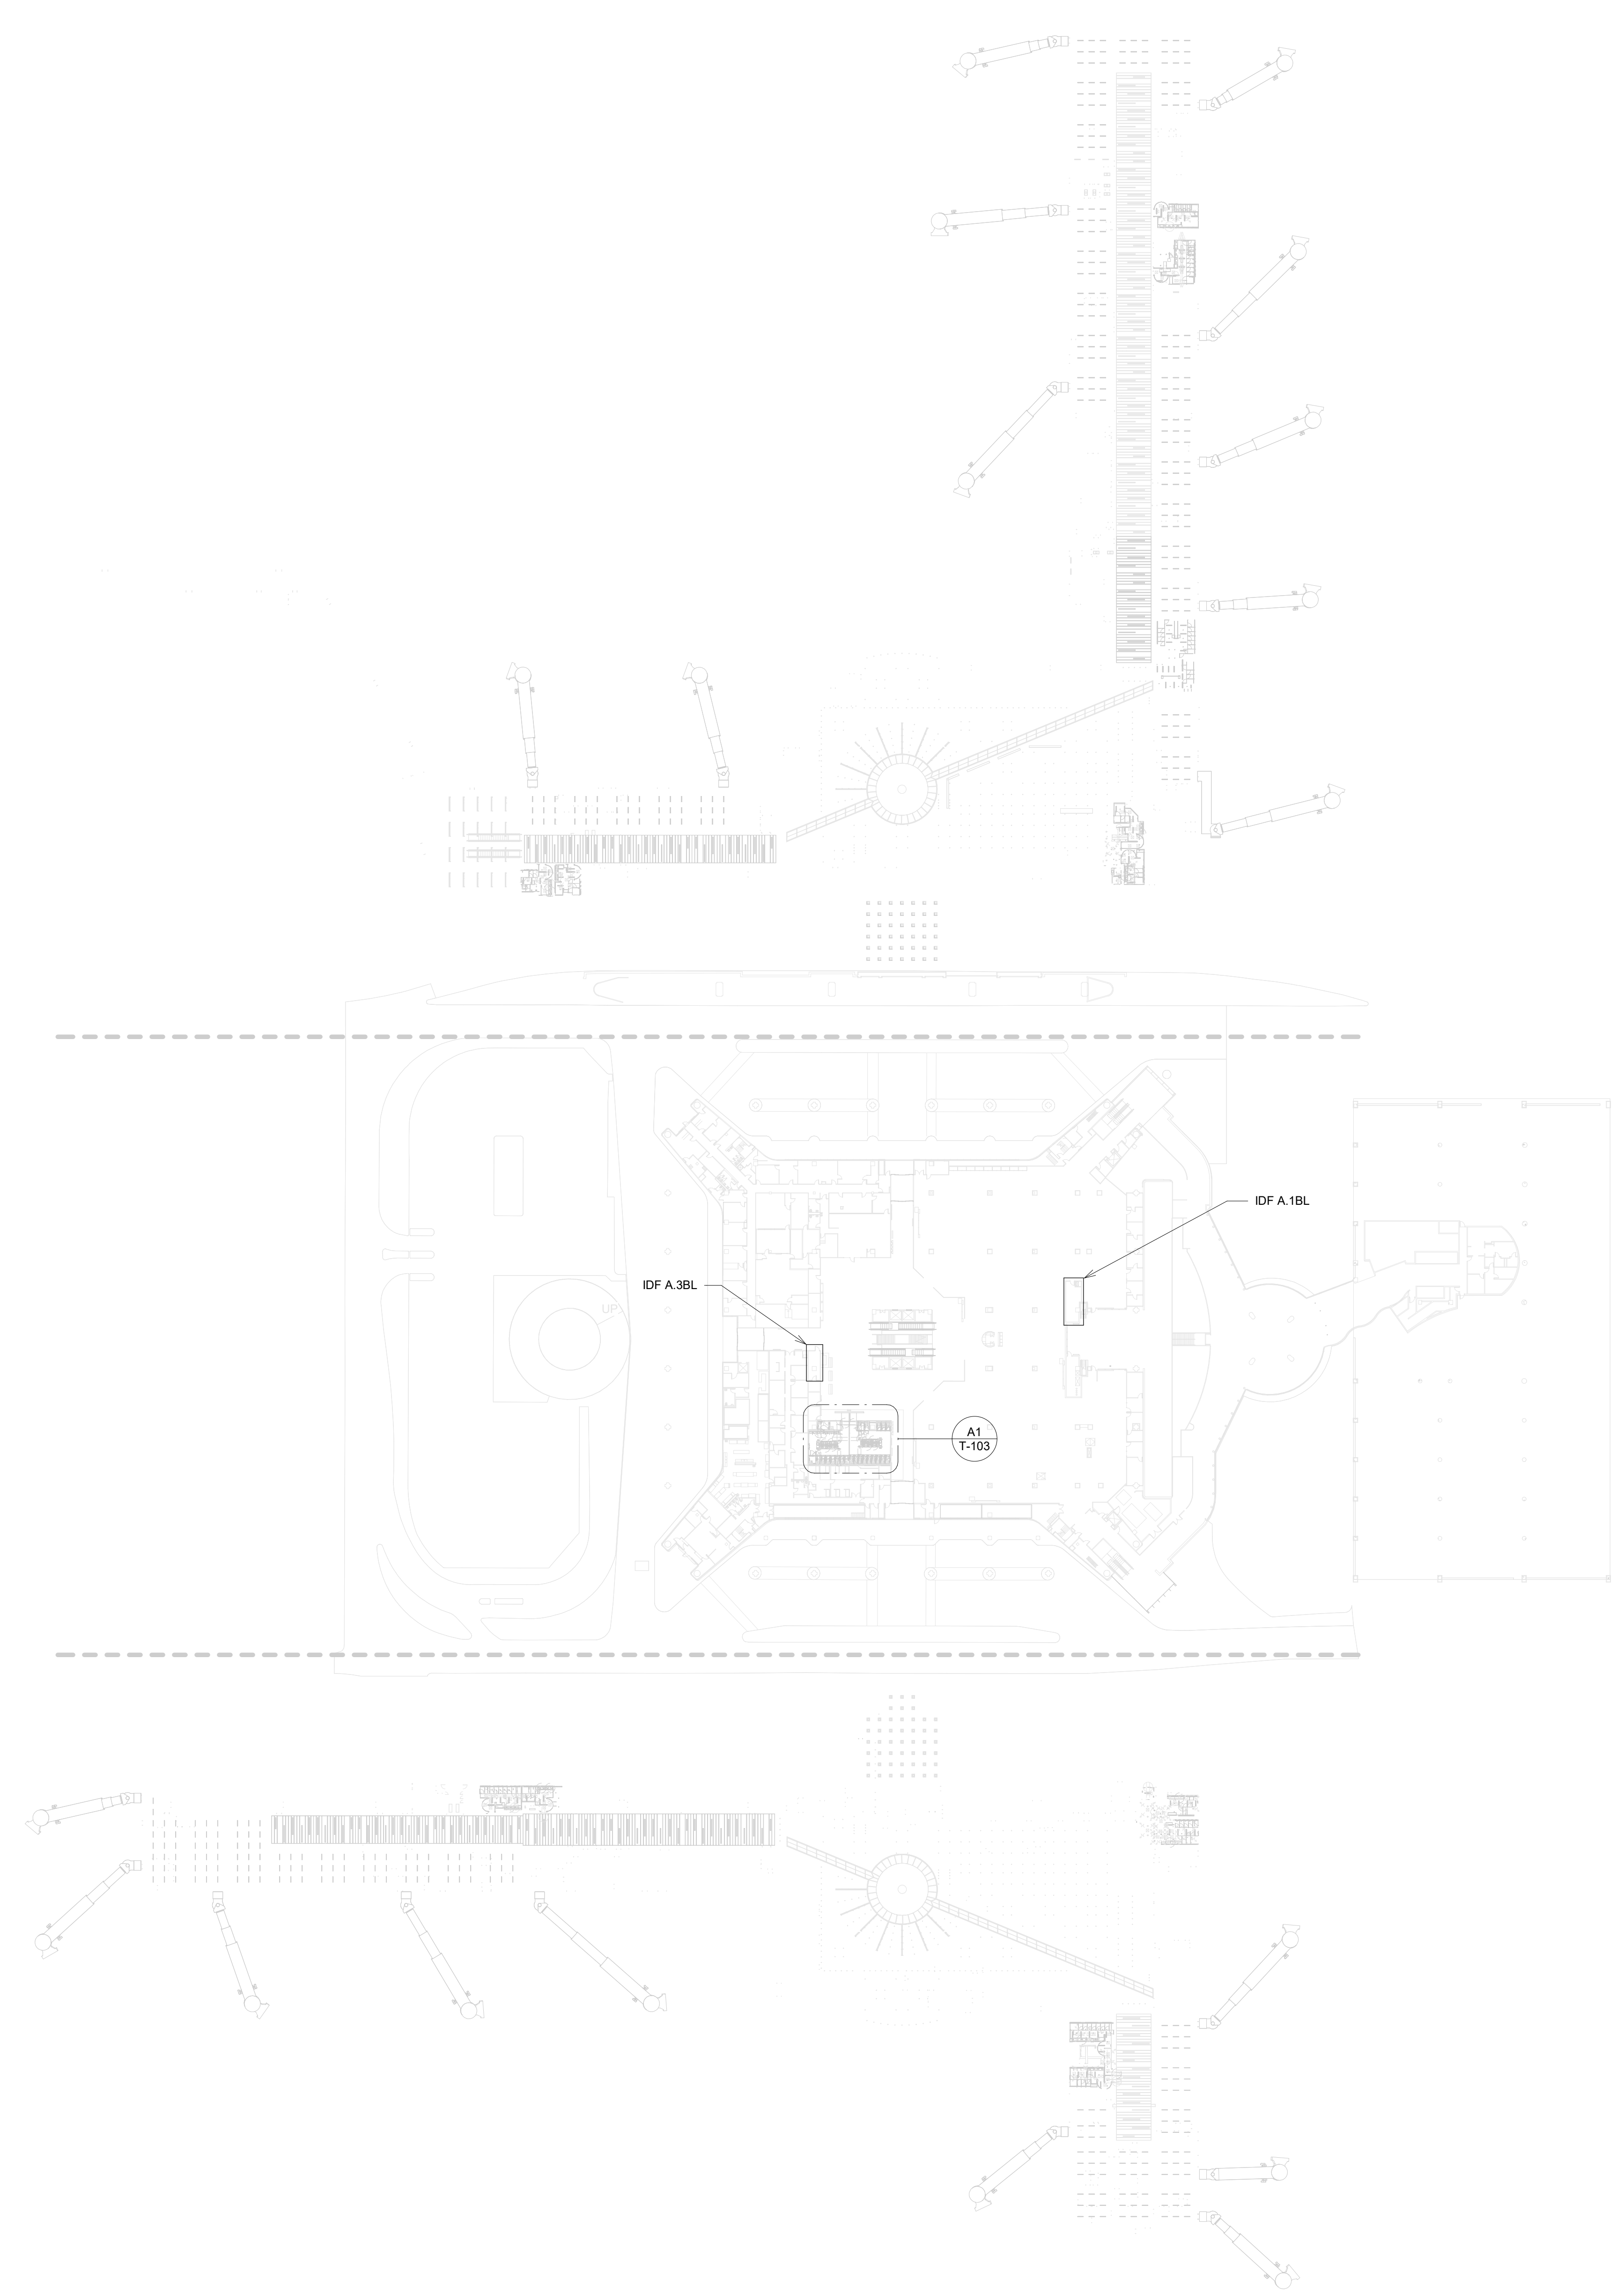 IDF A.1BL
IDF A.3BL
UP
A1
T-103